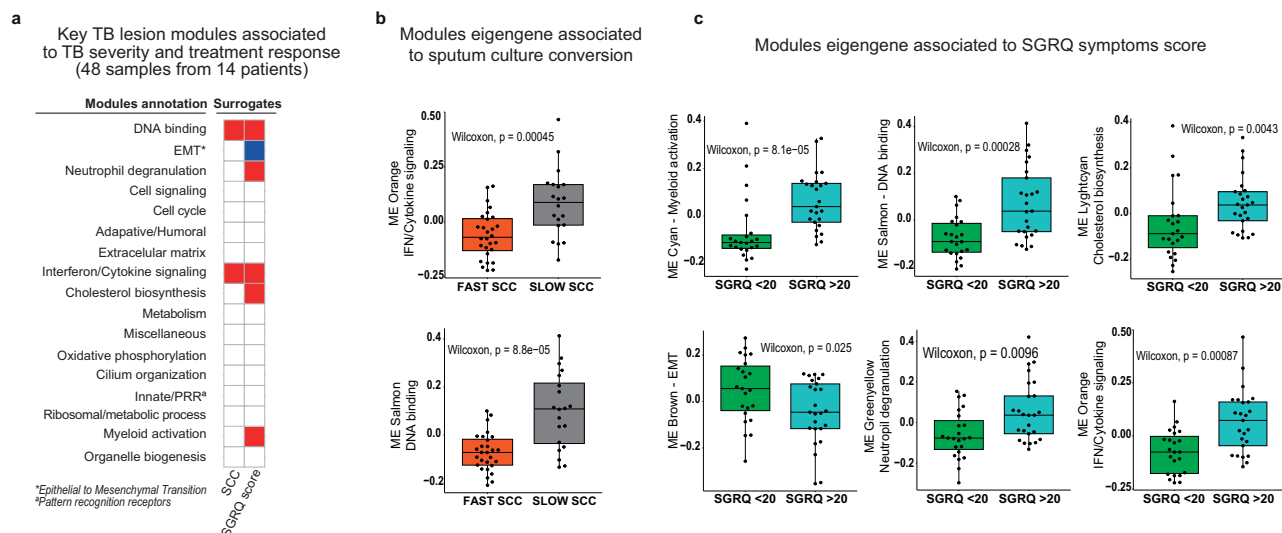 a
Key TB lesion modules associated
to TB severity and treatment response
(48 samples from 14 patients)
Modules annotation Surrogates
DNA binding
EMT*
Neutrophil degranulation
Cell signaling
Cell cycle
Adapative/Humoral
Extracellular matrix
Interferon/Cytokine signaling
Cholesterol biosynthesis
Metabolism
Miscellaneous
Oxidative phosphorylation
Cilium organization
Innate/PRRª
Ribosomal/metabolic process
Myeloid activation
Organelle biogenesis
SCC
SGRQ score
*Epithelial to Mesenchymal Transition
ªPattern recognition receptors
b
Modules eigengene associated
to sputum culture conversion
ME Orange
IFN/Cytokine signaling
0.50
0.25
0.00
−0.25
Wilcoxon, p = 0.00045
FAST SCC SLOW SCC
ME Salmon
DNA binding
0.4
0.2
0.0
−0.2
Wilcoxon, p = 8.8e−05
FAST SCC SLOW SCC
c
Modules eigengene associated to SGRQ symptoms score
ME Cyan - Myeloid activation
0.4
0.2
0.0
−0.2
Wilcoxon, p = 8.1e−05
SGRQ <20 SGRQ >20
ME Salmon - DNA binding
0.4
0.2
0.0
−0.2
Wilcoxon, p = 0.00028
SGRQ <20 SGRQ >20
ME Lyghtcyan
Cholesterol biosynthesis
0.4
0.2
0.0
−0.2
Wilcoxon, p = 0.0043
SGRQ <20 SGRQ >20
ME Brown - EMT
0.2
0.0
−0.2
Wilcoxon, p = 0.025
SGRQ <20 SGRQ >20
ME Greenyellow
Neutropil degranulation
0.4
0.2
0.0
−0.2
Wilcoxon, p = 0.0096
SGRQ <20 SGRQ >20
ME Orange
IFN/Cytokine signaling
0.50
0.25
0.00
−0.25
Wilcoxon, p = 0.00087
SGRQ <20 SGRQ >20